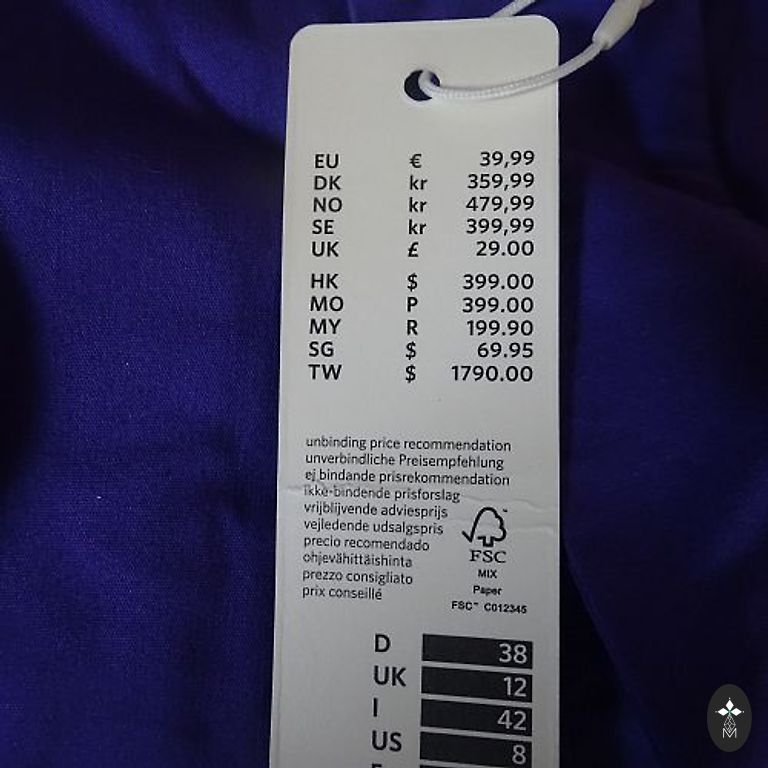 EU € 39,99
DK kr 359,99
NO kr 479,99
SE kr 399,99
UK £ 29.00
HK $ 399.00
MO P 399.00
MY R 199.90
SG $ 69.95
TW $ 1790.00
unbinding price recommendation
unverbindliche Preisempfehlung
ej bindande prisrekommendation
ikke-bindende prisforslag
vrijblijvende adviesprijs
vejledende udsalgspris
precio recomendado
ohjevähittäishinta
prezzo consigliato
prix conseillé
FSC™
MIX
Paper
FSC™ C012345
D 38
UK 12
I 42
US 8
M